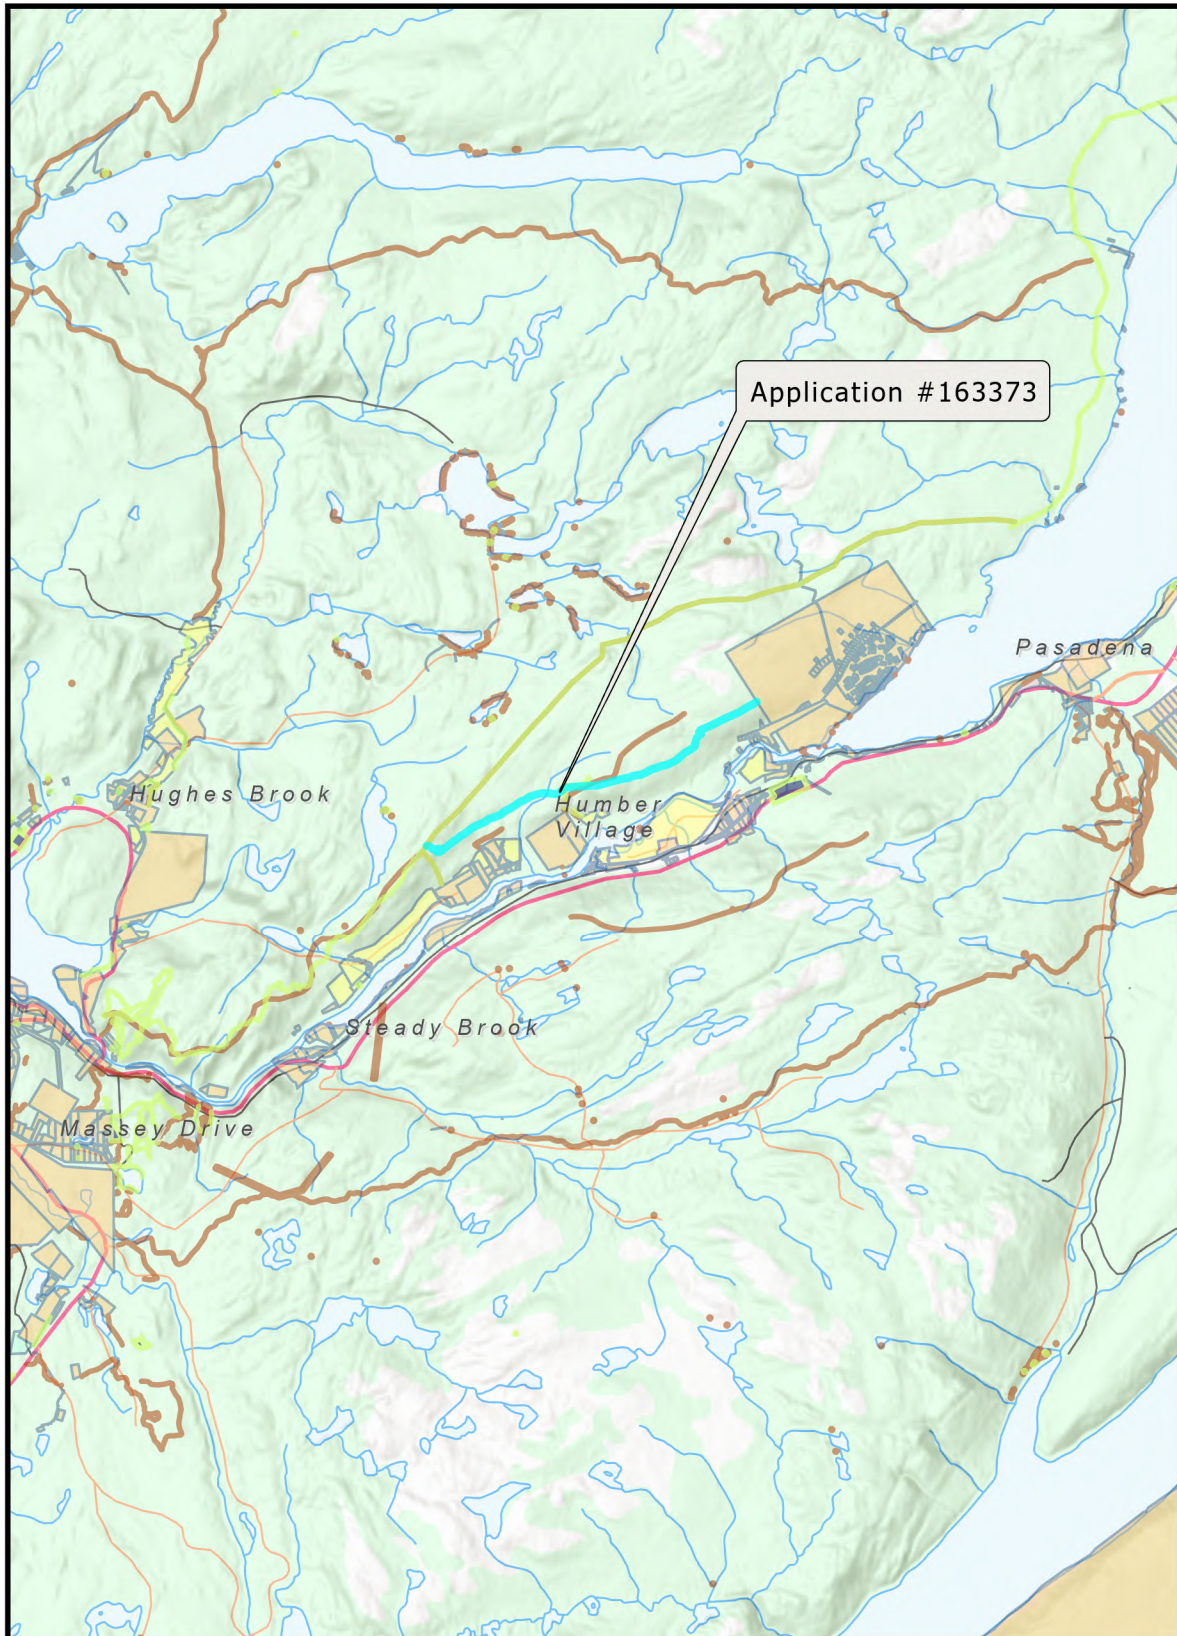 Application #163373
Pasadena
Hughes Brook
Humber
Village
Steady Brook
Massey Drive